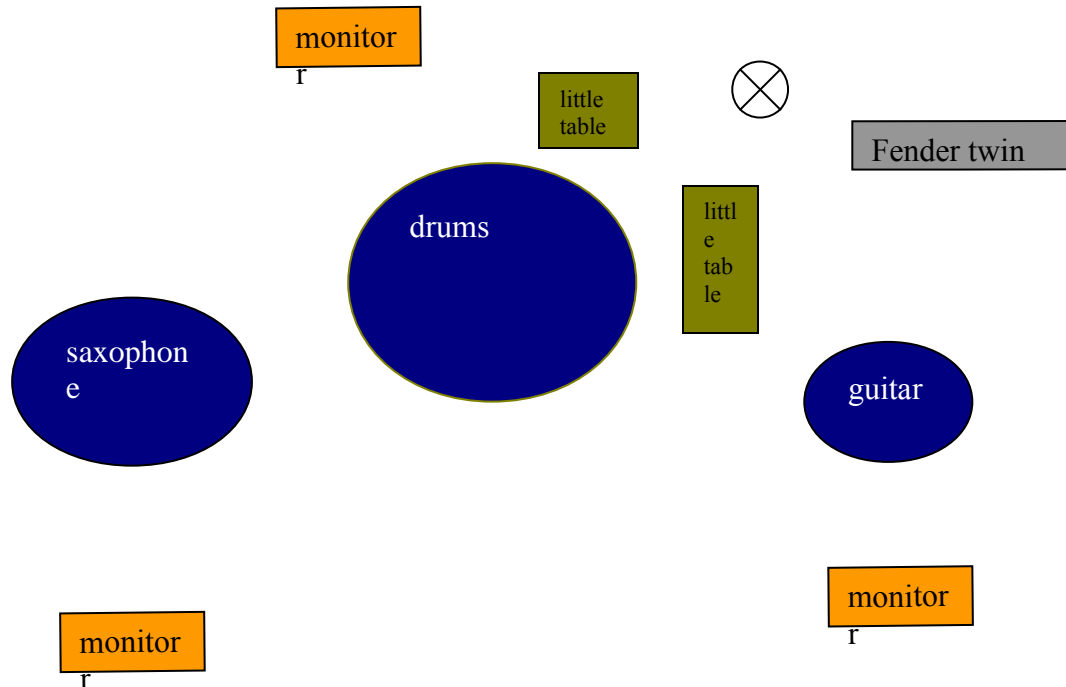 monitor
r
little
table
Fender twin
drums
littl
e
tab
le
saxophon
e
guitar
monitor
r
monitor
r